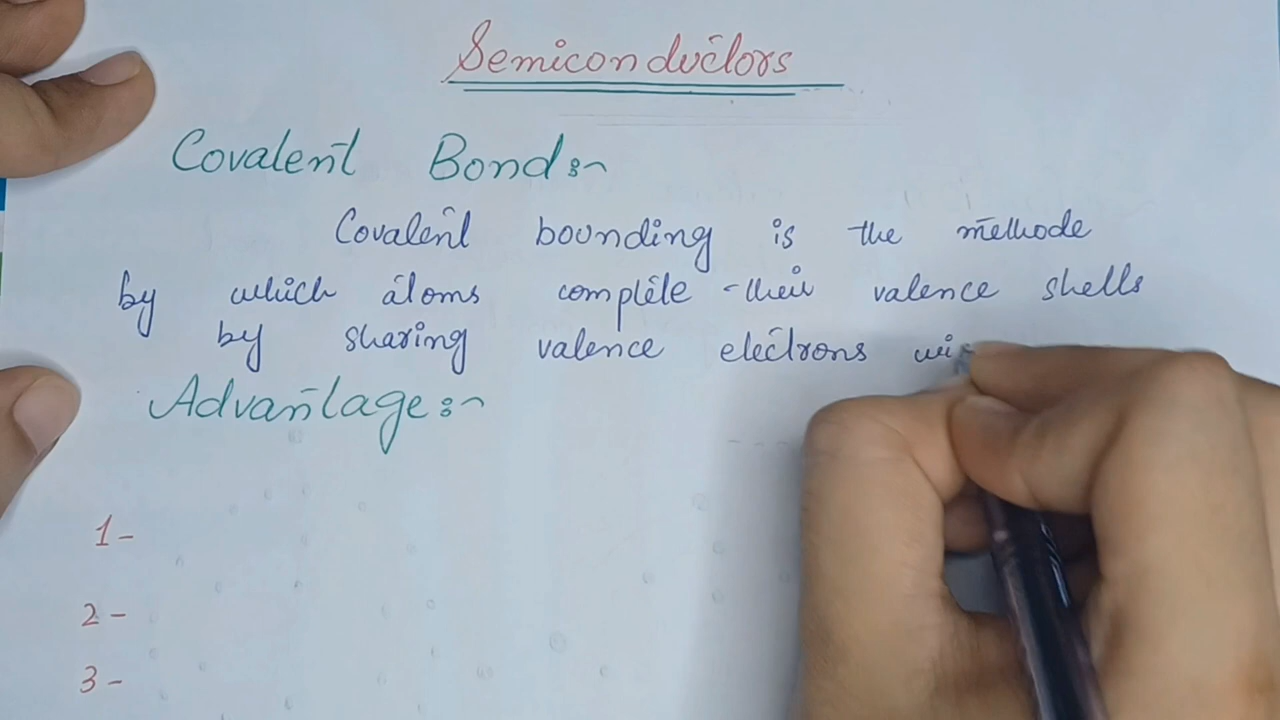 Semiconductors
Covalent Bond:~
Covalent bounding is the methode
by which atoms complete their valence shells
by sharing valence electrons wi
Advantage:~
1-
2-
3-